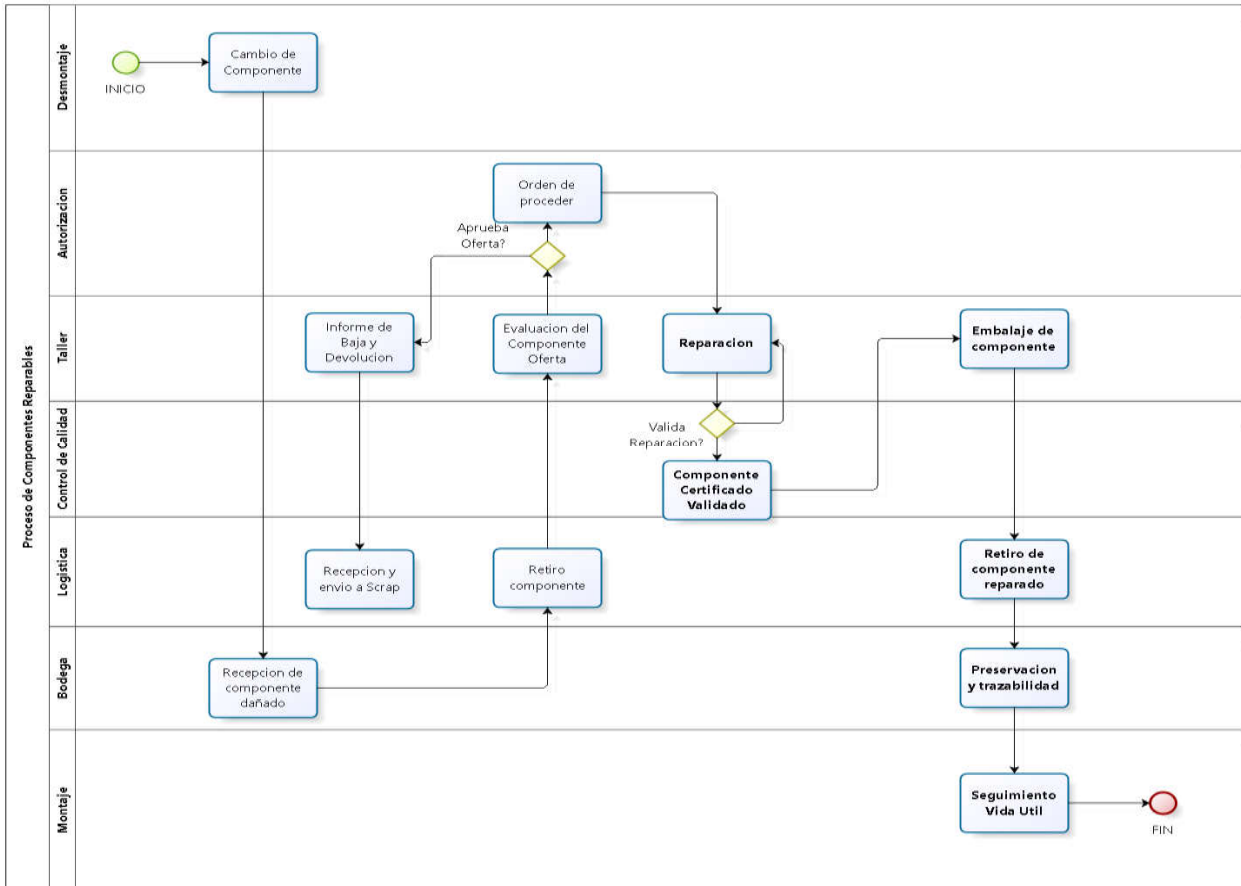 Proceso de Componentes Reparables
Desmontaje
INICIO
Cambio de
Componente
Autorizacion
Orden de
proceder
Aprueba
Oferta?
Taller
Informe de
Baja y
Devolucion
Evaluacion del
Componente
Oferta
Reparacion
Embalaje de
componente
Control de Calidad
Valida
Reparacion?
Componente
Certificado
Validado
Logistica
Recepcion y
envio a Scrap
Retiro
componente
Retiro de
componente
reparado
Bodega
Recepcion de
componente
dañado
Preservacion
y trazabilidad
Montaje
Seguimiento
Vida Util
FIN